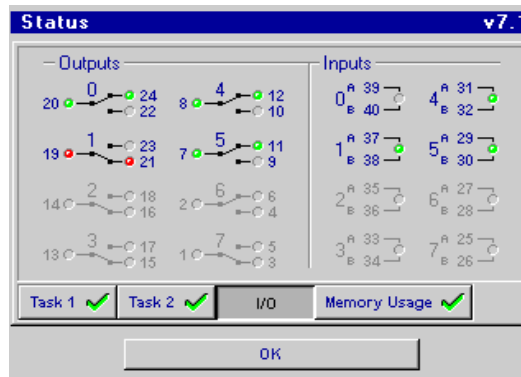 Status v7.1
Outputs
0
20 24
22
4
8 12
10
1
19 23
21
5
7 11
9
2
14 18
16
6
2 6
4
3
13 17
15
7
1 5
3
Inputs
0 A 39
B 40
4 A 31
B 32
1 A 37
B 38
5 A 29
B 30
2 A 35
B 36
6 A 27
B 28
3 A 33
B 34
7 A 25
B 26
Task 1 Task 2 I/O Memory Usage
OK